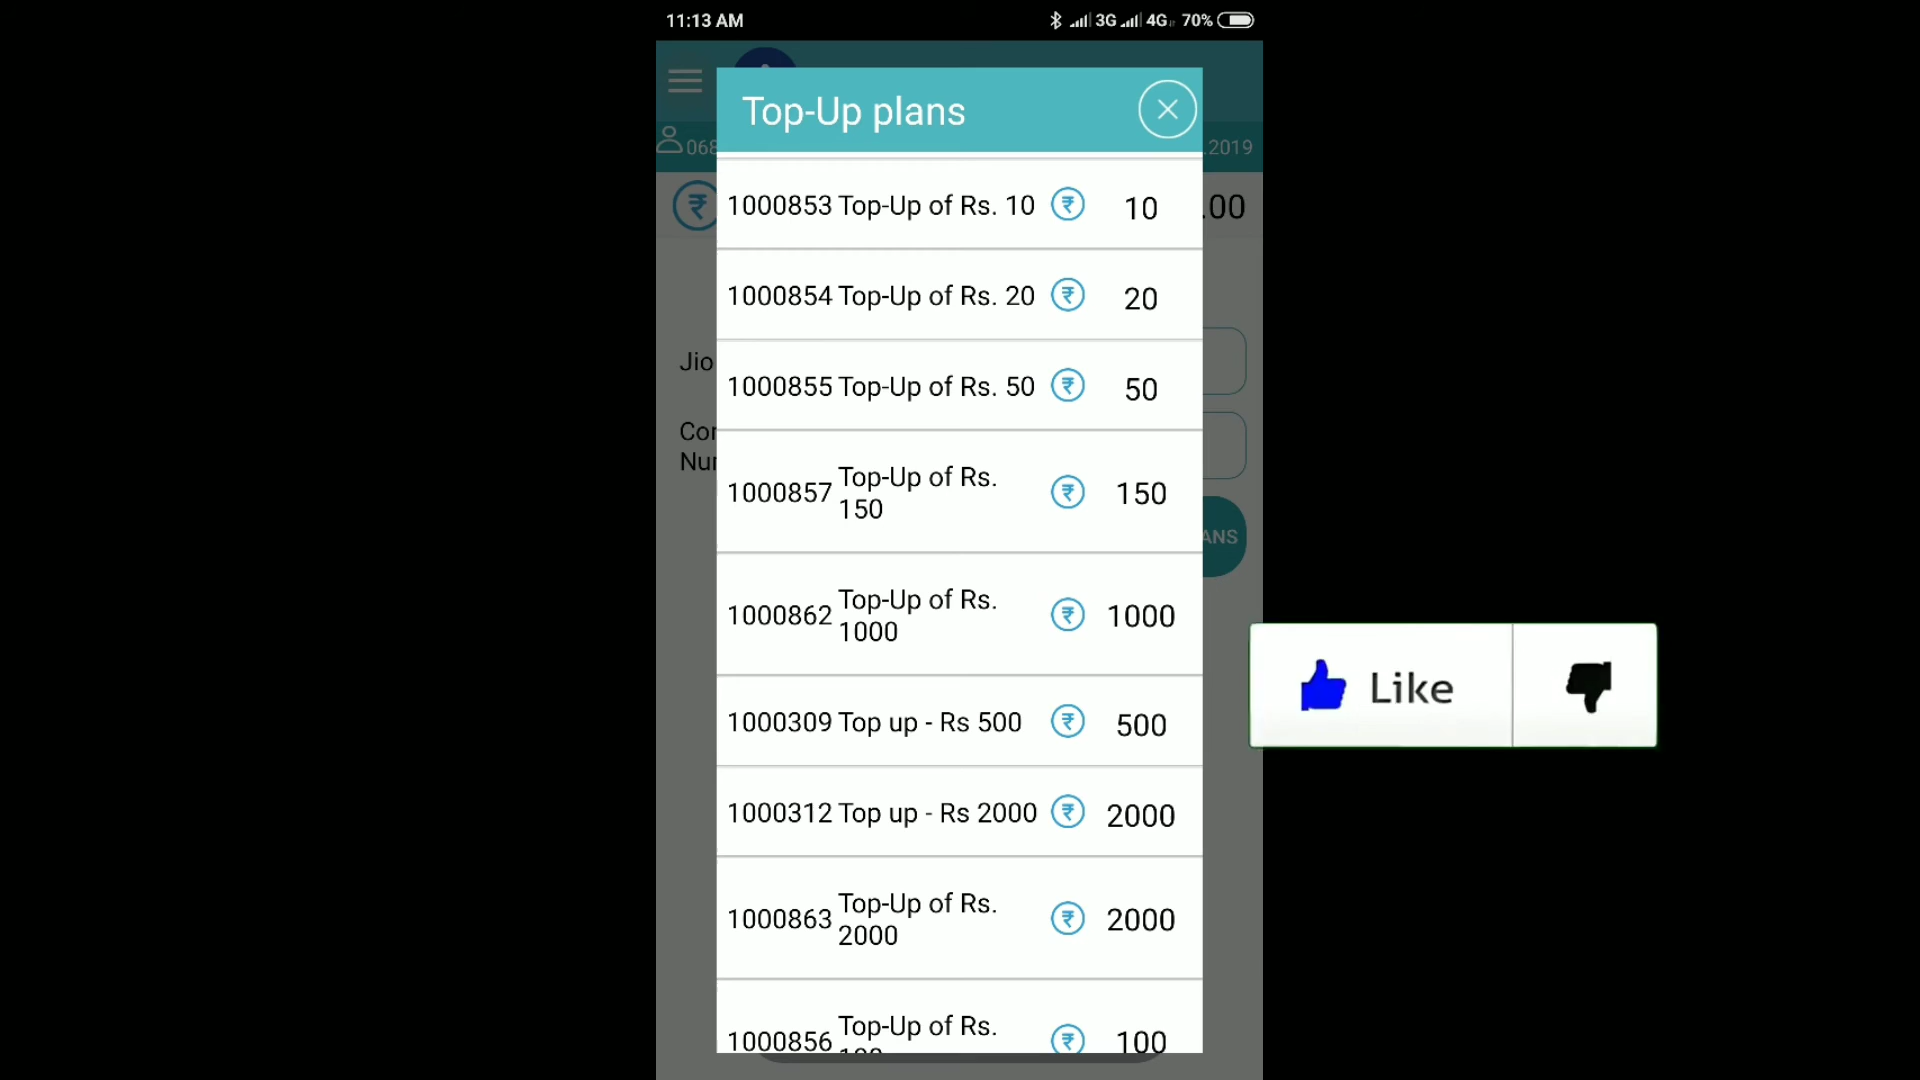 11:13 AM 3G 4G 70%
Top-Up plans
068 .2019
.00
1000853 Top-Up of Rs. 10 ₹ 10
1000854 Top-Up of Rs. 20 ₹ 20
Jio
1000855 Top-Up of Rs. 50 ₹ 50
1000857 Top-Up of Rs. 150 ₹ 150
ANS
1000862 Top-Up of Rs. 1000 ₹ 1000
Like
1000309 Top up - Rs 500 ₹ 500
1000312 Top up - Rs 2000 ₹ 2000
1000863 Top-Up of Rs. 2000 ₹ 2000
1000856 Top-Up of Rs. ₹ 100